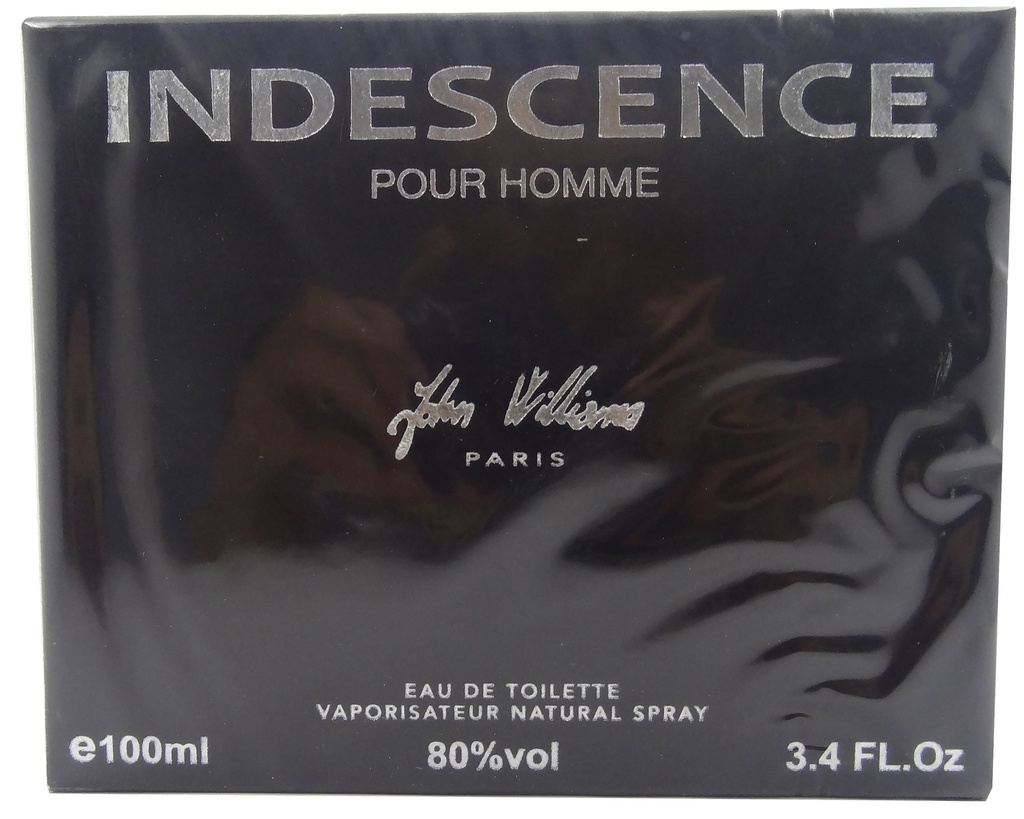 INDESCENCE
POUR HOMME
John Williams
PARIS
EAU DE TOILETTE
VAPORISATEUR NATURAL SPRAY
e100ml 80%vol 3.4 FL.Oz